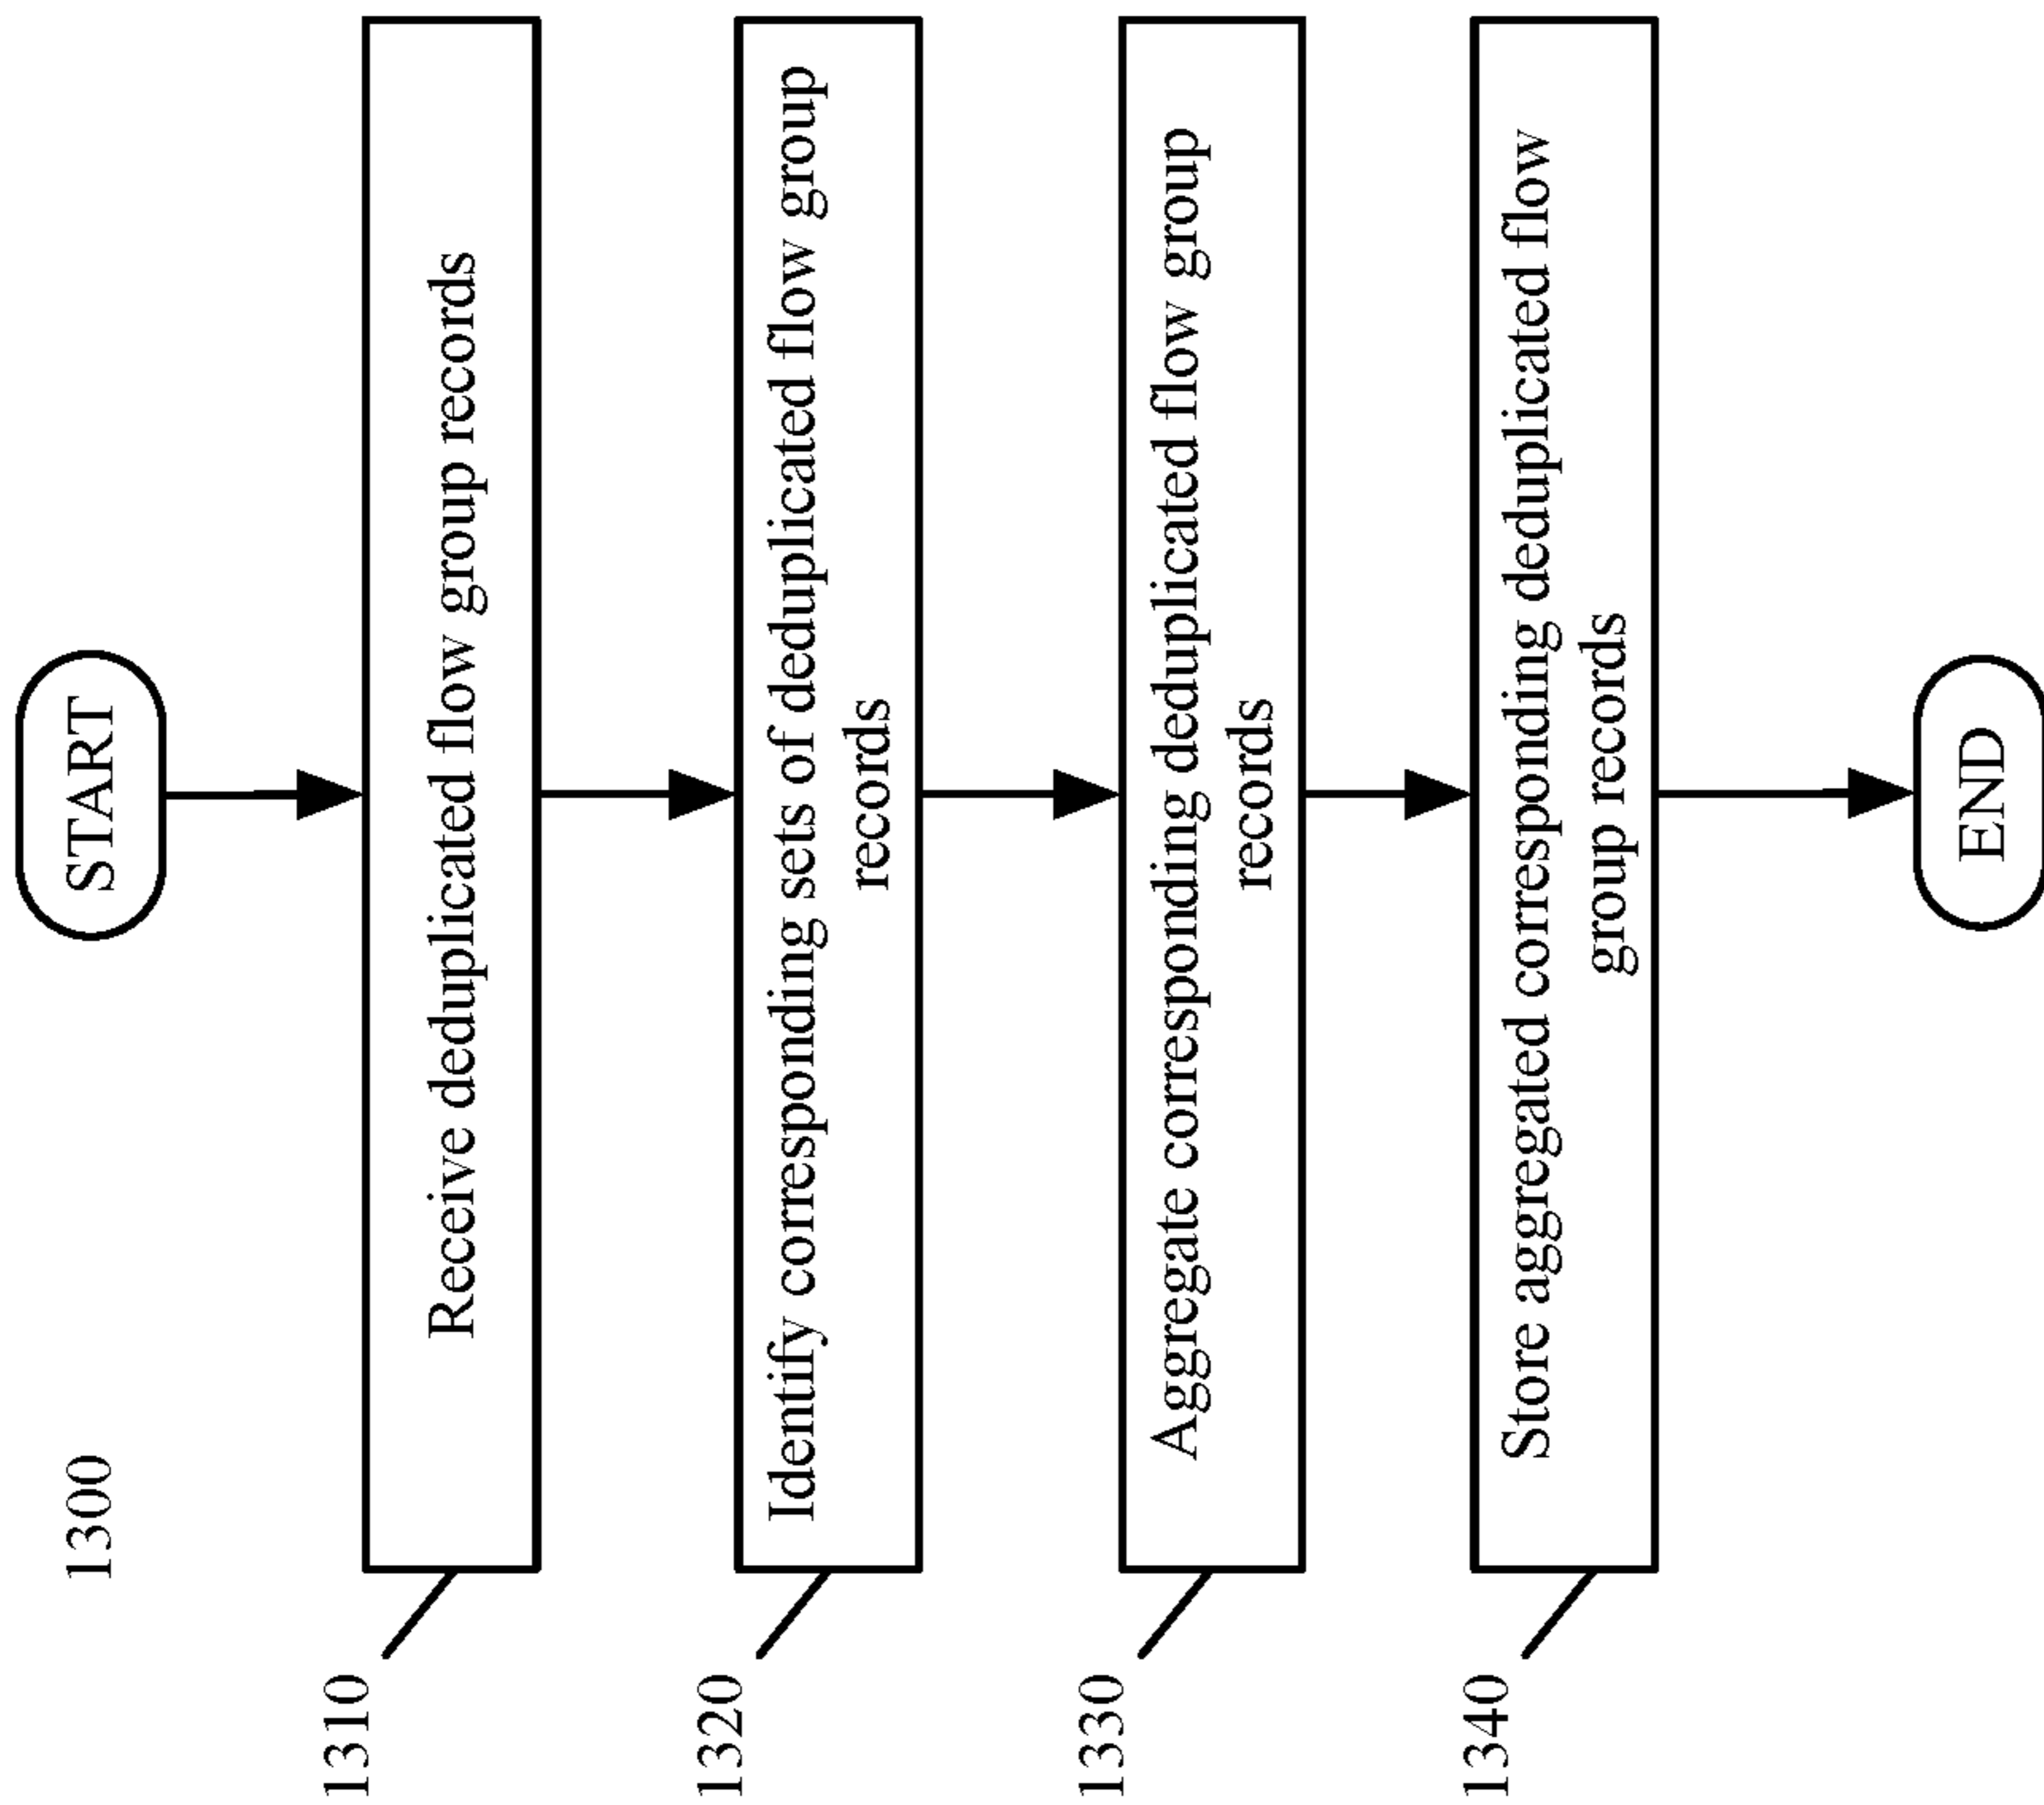 1300
START
1310
Receive deduplicated flow group records
1320
Identify corresponding sets of deduplicated flow group
records
1330
Aggregate corresponding deduplicated flow group
records
1340
Store aggregated corresponding deduplicated flow
group records
END